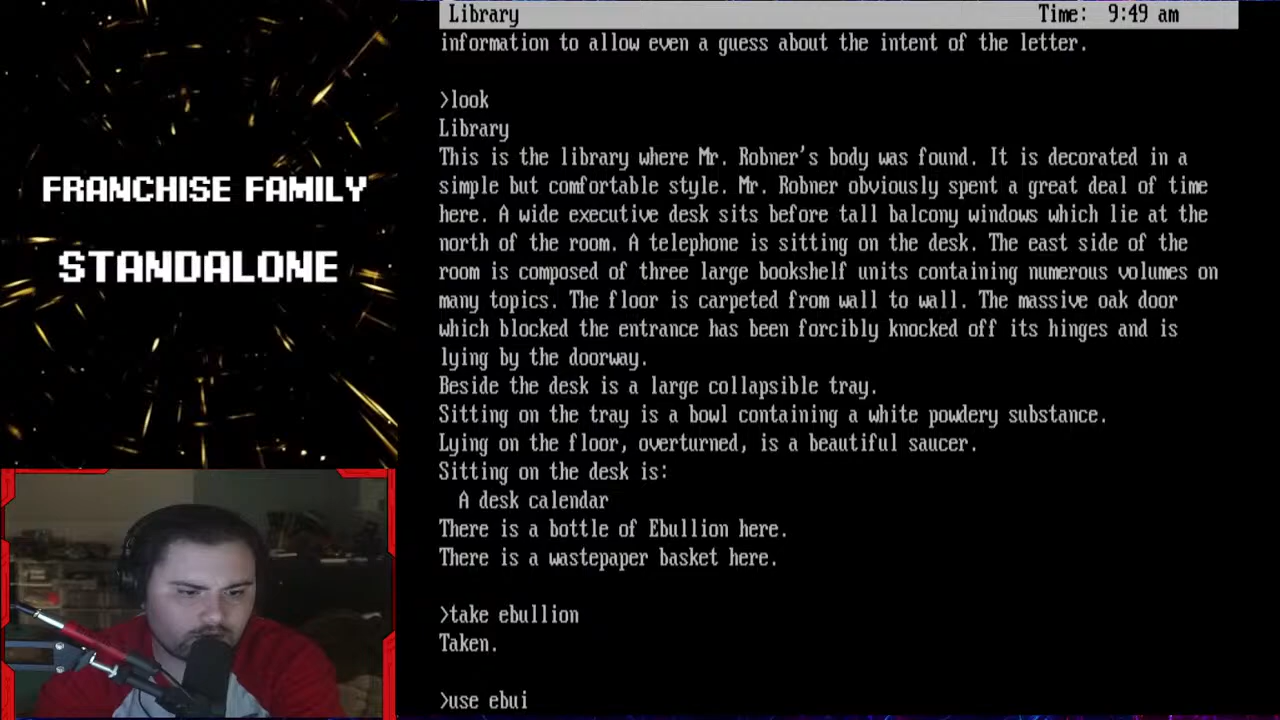 Library Time: 9:49 am
information to allow even a guess about the intent of the letter.
>look
Library
This is the library where Mr. Robner's body was found. It is decorated in a
simple but comfortable style. Mr. Robner obviously spent a great deal of time
here. A wide executive desk sits before tall balcony windows which lie at the
north of the room. A telephone is sitting on the desk. The east side of the
room is composed of three large bookshelf units containing numerous volumes on
many topics. The floor is carpeted from wall to wall. The massive oak door
which blocked the entrance has been forcibly knocked off its hinges and is
lying by the doorway.
Beside the desk is a large collapsible tray.
Sitting on the tray is a bowl containing a white powdery substance.
Lying on the floor, overturned, is a beautiful saucer.
Sitting on the desk is:
A desk calendar
There is a bottle of Ebullion here.
There is a wastepaper basket here.
>take ebullion
Taken.
>use ebui
FRANCHISE FAMILY
STANDALONE